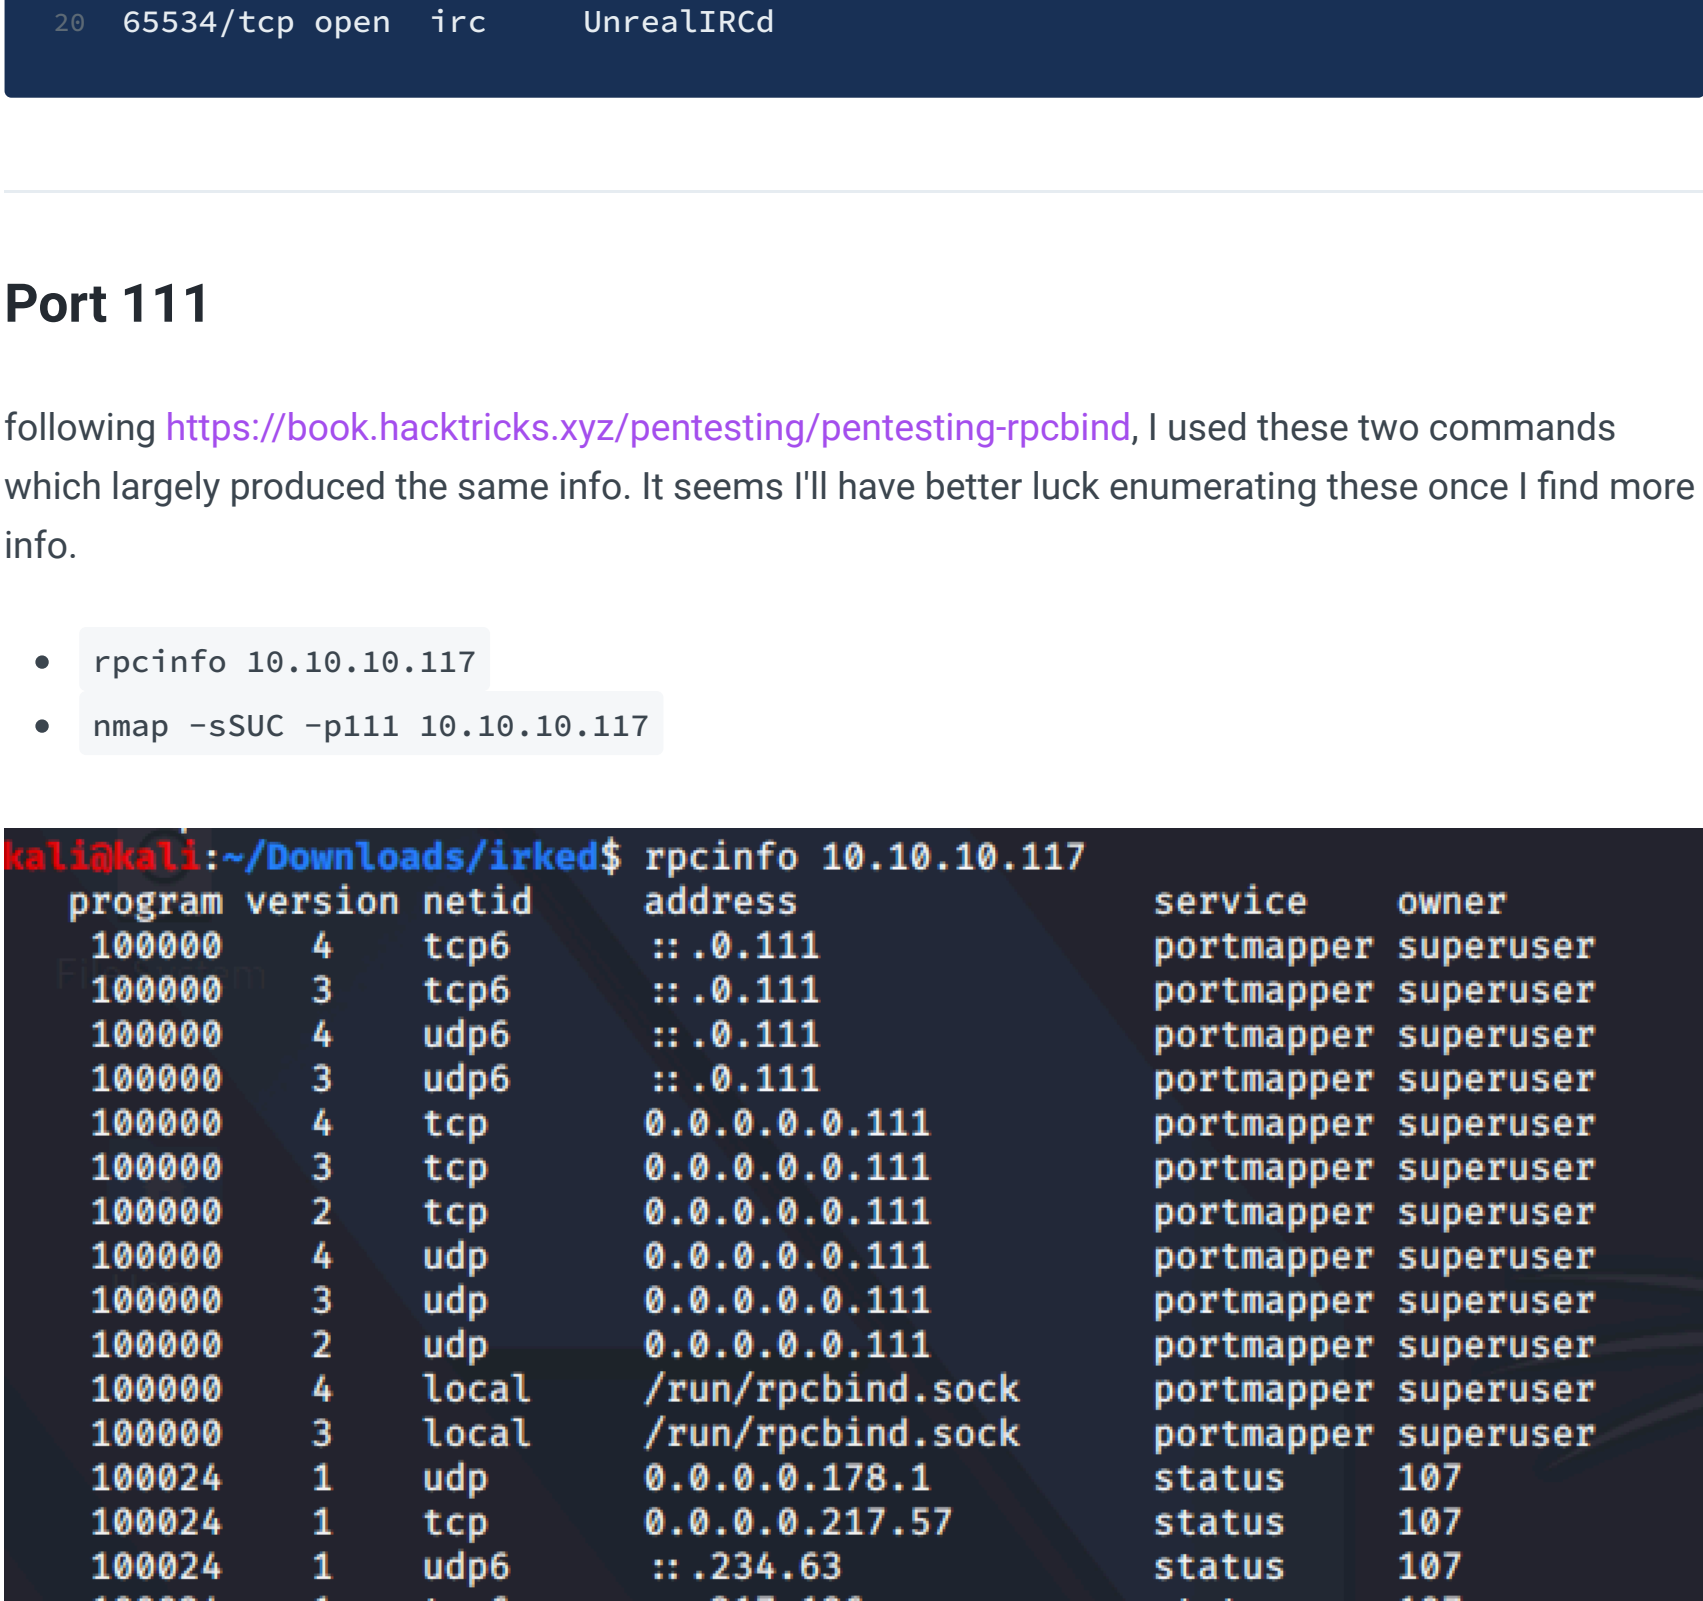 20 65534/tcp open irc UnrealIRCd
Port 111
following https://book.hacktricks.xyz/pentesting/pentesting-rpcbind, I used these two commands
which largely produced the same info. It seems I'll have better luck enumerating these once I find more
info.
• rpcinfo 10.10.10.117
• nmap -sSUC -p111 10.10.10.117
kali@kali:~/Downloads/irked$ rpcinfo 10.10.10.117
program version netid address service owner
100000 4 tcp6 ::.0.111 portmapper superuser
100000 3 tcp6 ::.0.111 portmapper superuser
100000 4 udp6 ::.0.111 portmapper superuser
100000 3 udp6 ::.0.111 portmapper superuser
100000 4 tcp 0.0.0.0.0.111 portmapper superuser
100000 3 tcp 0.0.0.0.0.111 portmapper superuser
100000 2 tcp 0.0.0.0.0.111 portmapper superuser
100000 4 udp 0.0.0.0.0.111 portmapper superuser
100000 3 udp 0.0.0.0.0.111 portmapper superuser
100000 2 udp 0.0.0.0.0.111 portmapper superuser
100000 4 local /run/rpcbind.sock portmapper superuser
100000 3 local /run/rpcbind.sock portmapper superuser
100024 1 udp 0.0.0.0.178.1 status 107
100024 1 tcp 0.0.0.0.217.57 status 107
100024 1 udp6 ::.234.63 status 107